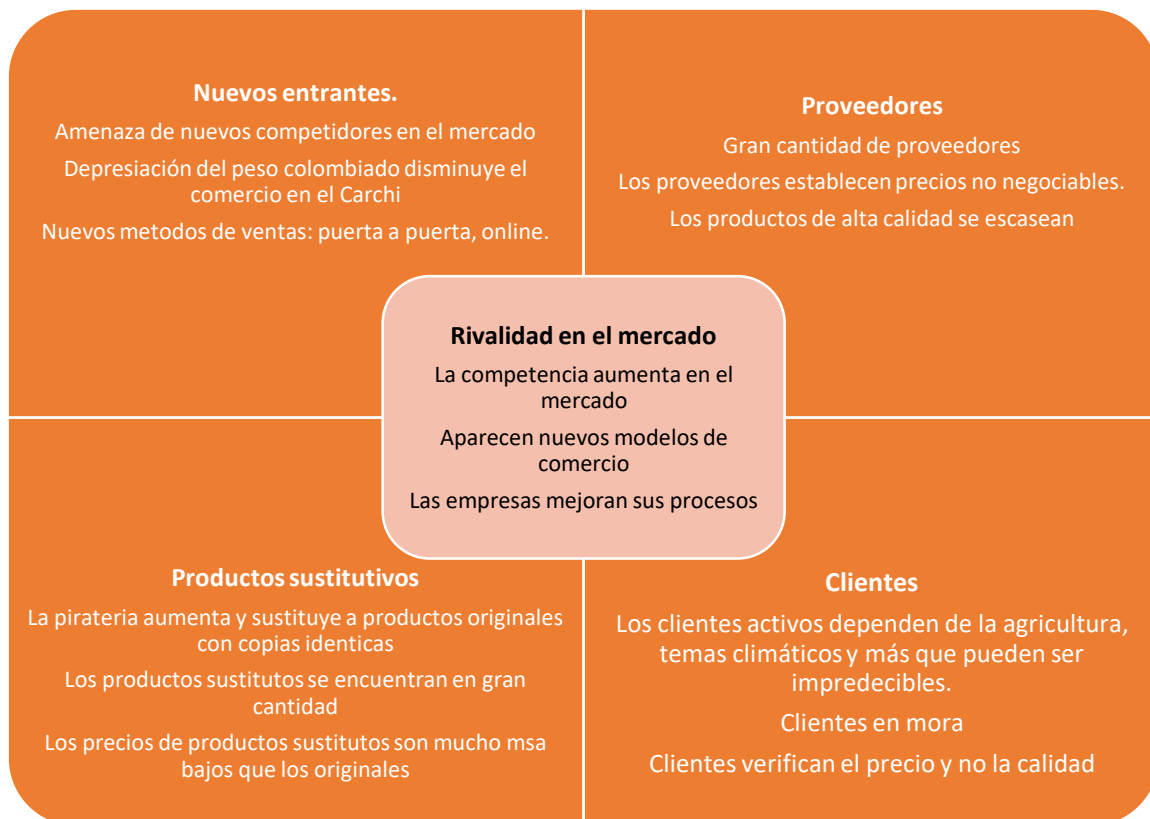 Nuevos entrantes.
Amenaza de nuevos competidores en el mercado
Depresiación del peso colombiado disminuye el
comercio en el Carchi
Nuevos metodos de ventas: puerta a puerta, online.
Proveedores
Gran cantidad de proveedores
Los proveedores establecen precios no negociables.
Los productos de alta calidad se escasean
Rivalidad en el mercado
La competencia aumenta en el
mercado
Aparecen nuevos modelos de
comercio
Las empresas mejoran sus procesos
Productos sustitutivos
La pirateria aumenta y sustituye a productos originales
con copias identicas
Los productos sustitutos se encuentran en gran
cantidad
Los precios de productos sustitutos son mucho msa
bajos que los originales
Clientes
Los clientes activos dependen de la agricultura,
temas climáticos y más que pueden ser
impredecibles.
Clientes en mora
Clientes verifican el precio y no la calidad